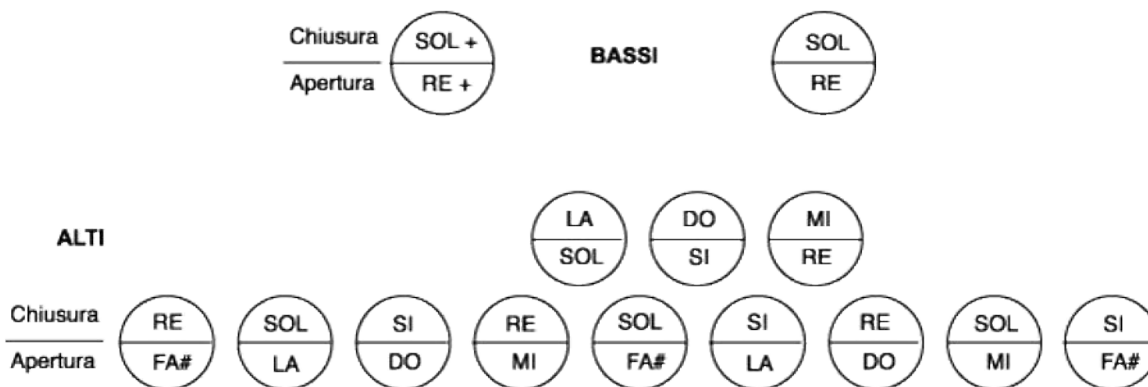 Chiusura SOL + BASSI SOL
Apertura RE + RE
LA DO MI
ALTI
SOL SI RE
Chiusura RE SOL SI RE SOL SI RE SOL SI
Apertura FA# LA DO MI FA# LA DO MI FA#